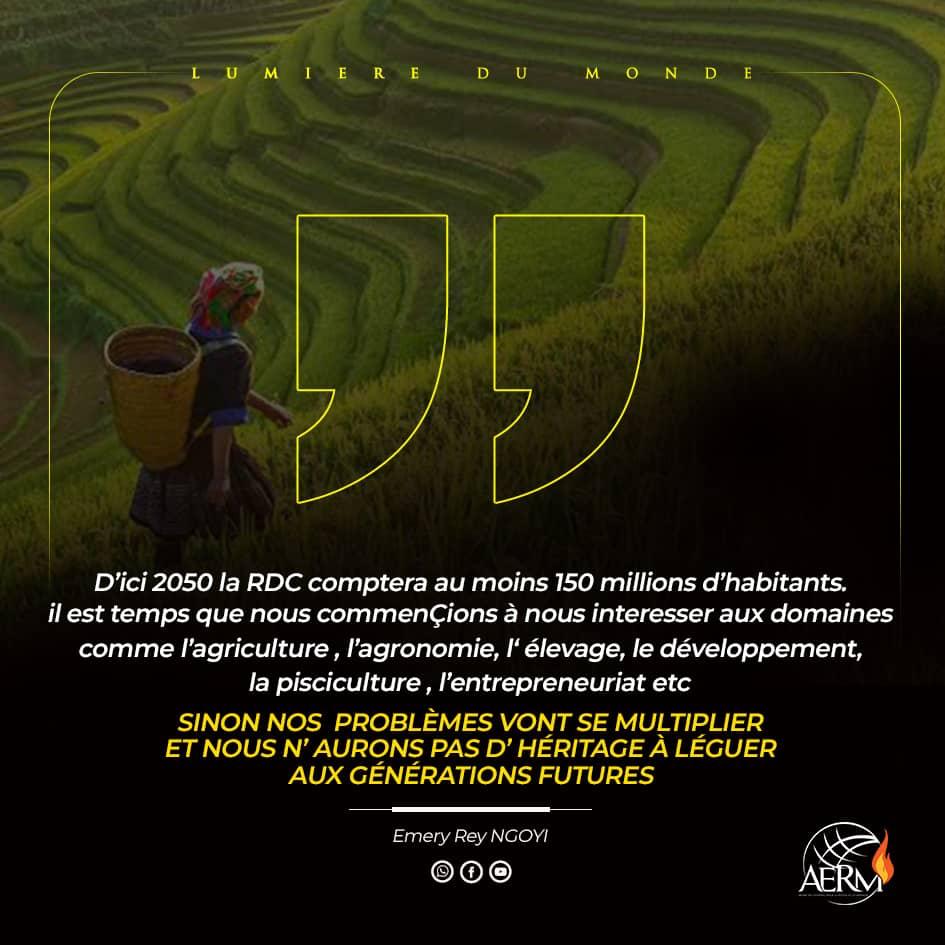 LUMIERE DU MONDE
D’ici 2050 la RDC comptera au moins 150 millions d’habitants.
il est temps que nous commenÇions à nous interesser aux domaines
comme l’agriculture , l’agronomie, l‘ élevage, le développement,
la pisciculture , l’entrepreneuriat etc
SINON NOS PROBLÈMES VONT SE MULTIPLIER
ET NOUS N’ AURONS PAS D’ HÉRITAGE À LÉGUER
AUX GÉNÉRATIONS FUTURES
Emery Rey NGOYI
AERM